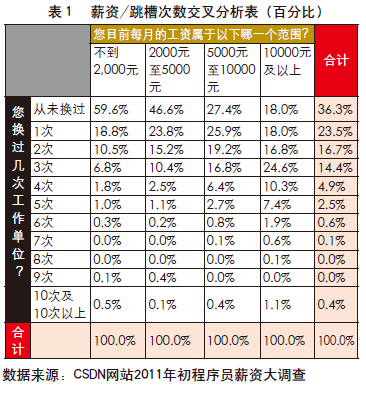 表1 薪资/跳槽次数交叉分析表（百分比）
您目前每月的工资属于以下哪一个范围?
不到2,000元 2000元至5000元 5000元至10000元 10000元及以上 合计
您换过几次工作单位?
从未换过 59.6% 46.6% 27.4% 18.0% 36.3%
1次 18.8% 23.8% 25.9% 18.0% 23.5%
2次 10.5% 15.2% 19.2% 16.8% 16.7%
3次 6.8% 10.4% 16.8% 24.6% 14.4%
4次 1.8% 2.5% 6.4% 10.3% 4.9%
5次 1.0% 1.1% 2.7% 7.4% 2.5%
6次 0.3% 0.2% 0.8% 1.9% 0.6%
7次 0.0% 0.0% 0.1% 0.6% 0.1%
8次 0.0% 0.0% 0.0% 0.1% 0.0%
9次 0.1% 0.4% 0.0% 0.0% 0.0%
10次及10次以上 0.5% 0.1% 0.4% 1.1% 0.4%
合计 100.0% 100.0% 100.0% 100.0% 100.0%
数据来源：CSDN网站2011年初程序员薪资大调查